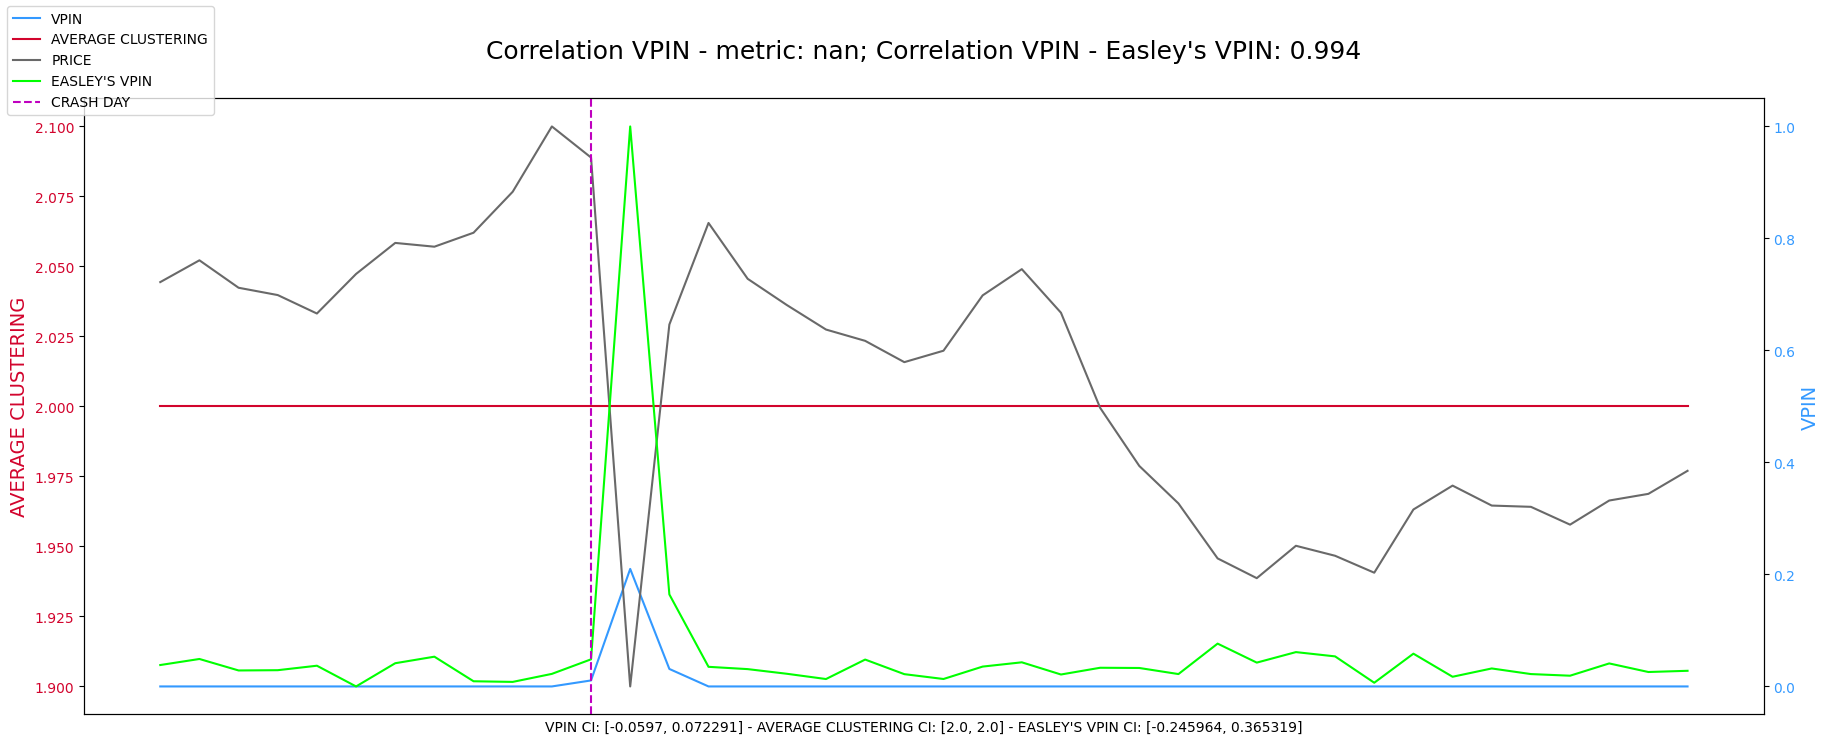 VPIN
AVERAGE CLUSTERING
PRICE
EASLEY'S VPIN
CRASH DAY
Correlation VPIN - metric: nan; Correlation VPIN - Easley's VPIN: 0.994
2.100
2.075
2.050
2.025
2.000
1.975
1.950
1.925
1.900
AVERAGE CLUSTERING
1.0
0.8
0.6
0.4
0.2
0.0
VPIN
VPIN CI: [-0.0597, 0.072291] - AVERAGE CLUSTERING CI: [2.0, 2.0] - EASLEY'S VPIN CI: [-0.245964, 0.365319]